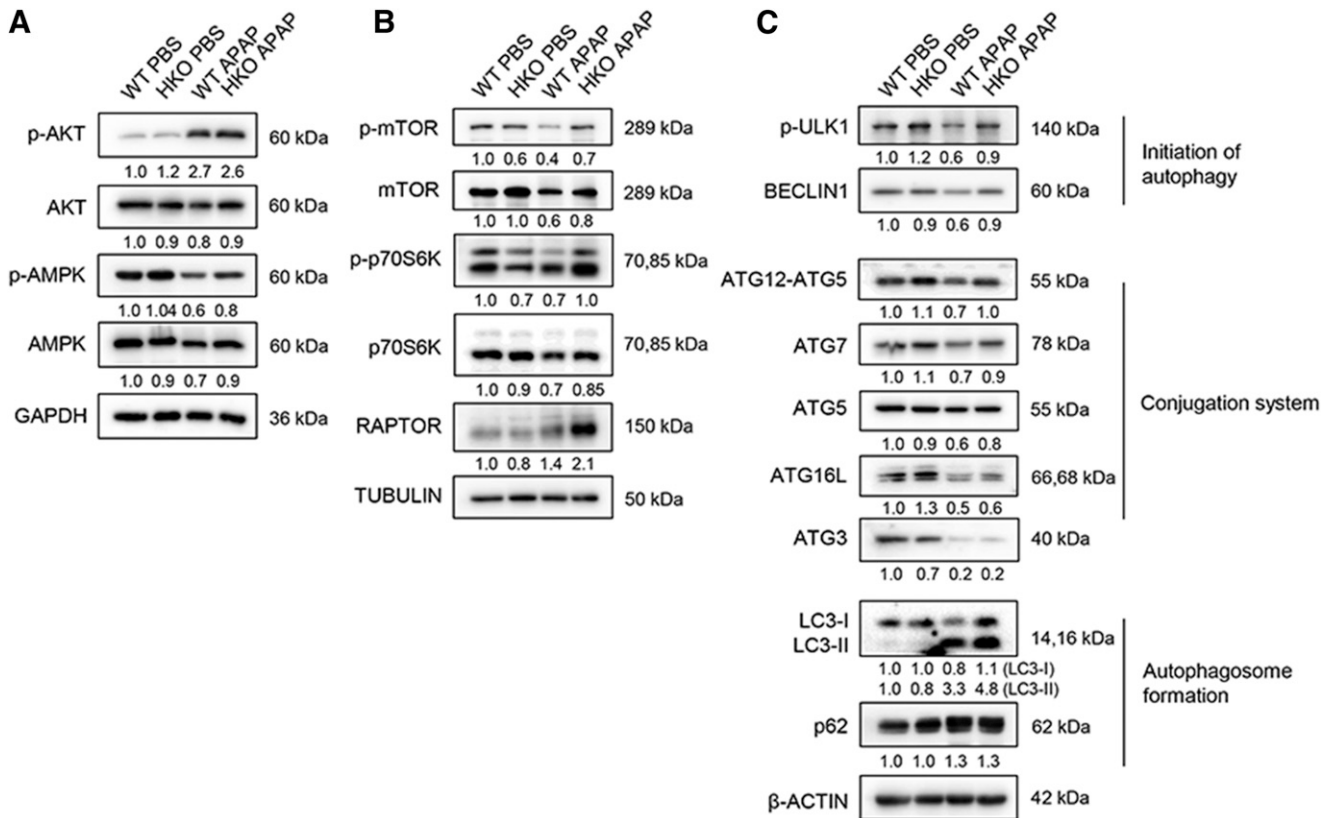 A
WT PBS HKO PBS WT APAP HKO APAP
p-AKT 60 kDa
1.0 1.2 2.7 2.6
AKT 60 kDa
1.0 0.9 0.8 0.9
p-AMPK 60 kDa
1.0 1.04 0.6 0.8
AMPK 60 kDa
1.0 0.9 0.7 0.9
GAPDH 36 kDa
B
WT PBS HKO PBS WT APAP HKO APAP
p-mTOR 289 kDa
1.0 0.6 0.4 0.7
mTOR 289 kDa
1.0 1.0 0.6 0.8
p-p70S6K 70,85 kDa
1.0 0.7 0.7 1.0
p70S6K 70,85 kDa
1.0 0.9 0.7 0.85
RAPTOR 150 kDa
1.0 0.8 1.4 2.1
TUBULIN 50 kDa
C
WT PBS HKO PBS WT APAP HKO APAP
p-ULK1 140 kDa
1.0 1.2 0.6 0.9
BECLIN1 60 kDa
1.0 0.9 0.6 0.9
Initiation of
autophagy
ATG12-ATG5 55 kDa
1.0 1.1 0.7 1.0
ATG7 78 kDa
1.0 1.1 0.7 0.9
ATG5 55 kDa
1.0 0.9 0.6 0.8
ATG16L 66,68 kDa
1.0 1.3 0.5 0.6
ATG3 40 kDa
1.0 0.7 0.2 0.2
Conjugation system
LC3-I
LC3-II 14,16 kDa
1.0 1.0 0.8 1.1 (LC3-I)
1.0 0.8 3.3 4.8 (LC3-II)
p62 62 kDa
1.0 1.0 1.3 1.3
Autophagosome
formation
β-ACTIN 42 kDa